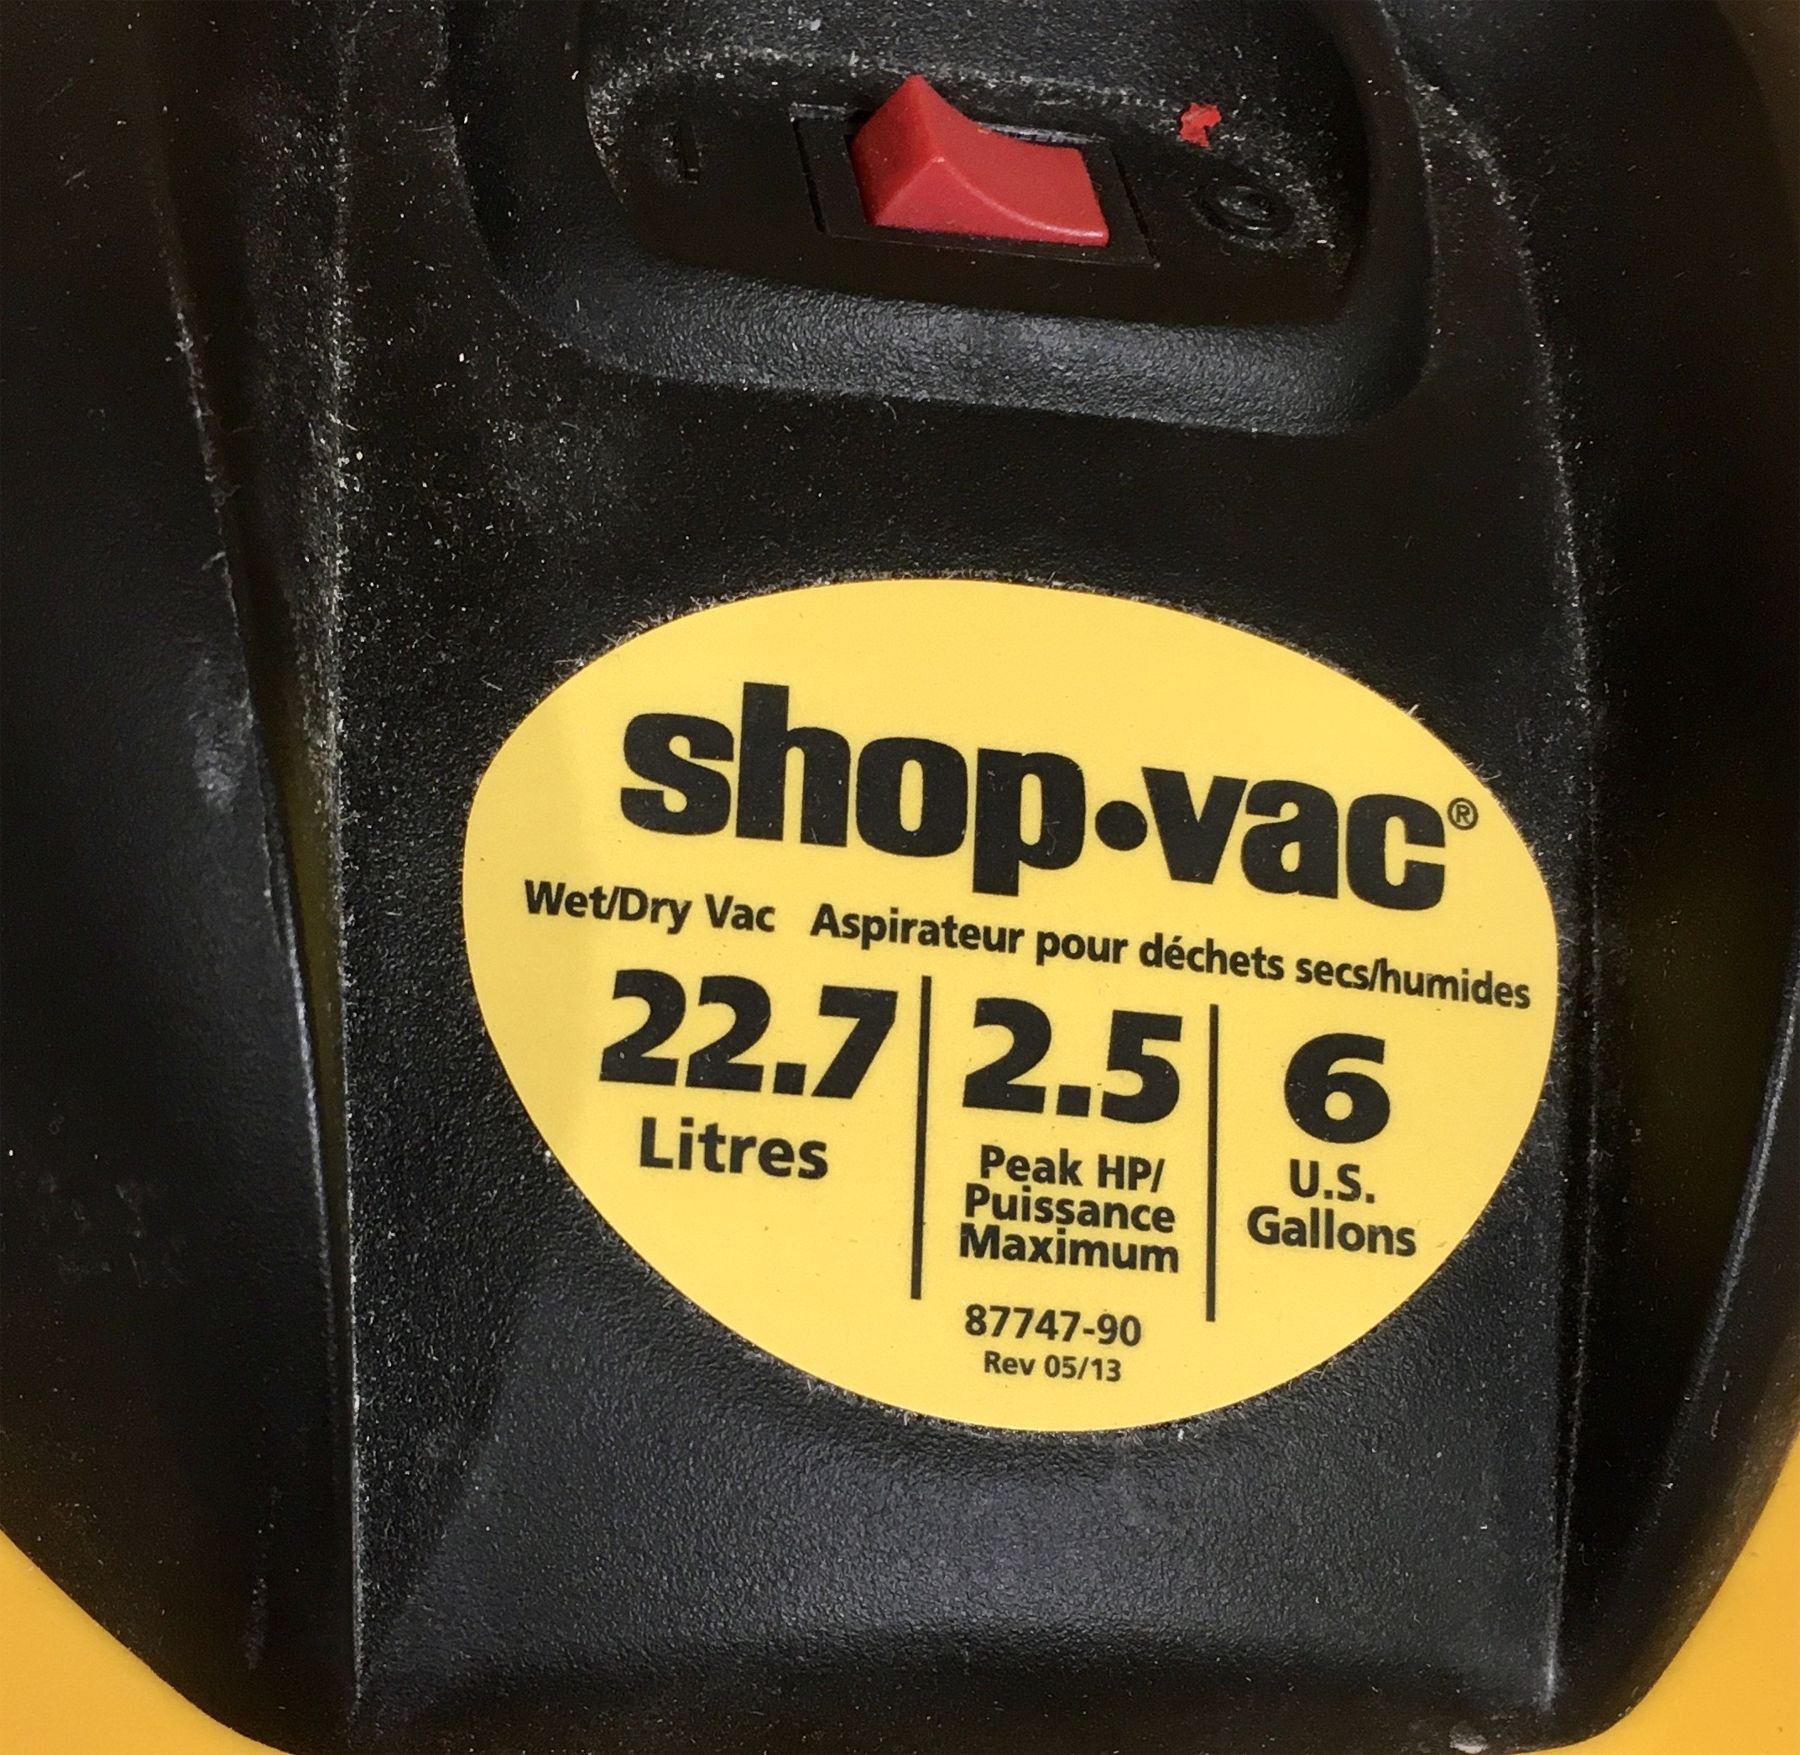 I O
shop•vac®
Wet/Dry Vac Aspirateur pour déchets secs/humides
22.7
Litres
2.5
Peak HP/
Puissance
Maximum
6
U.S.
Gallons
87747-90
Rev 05/13